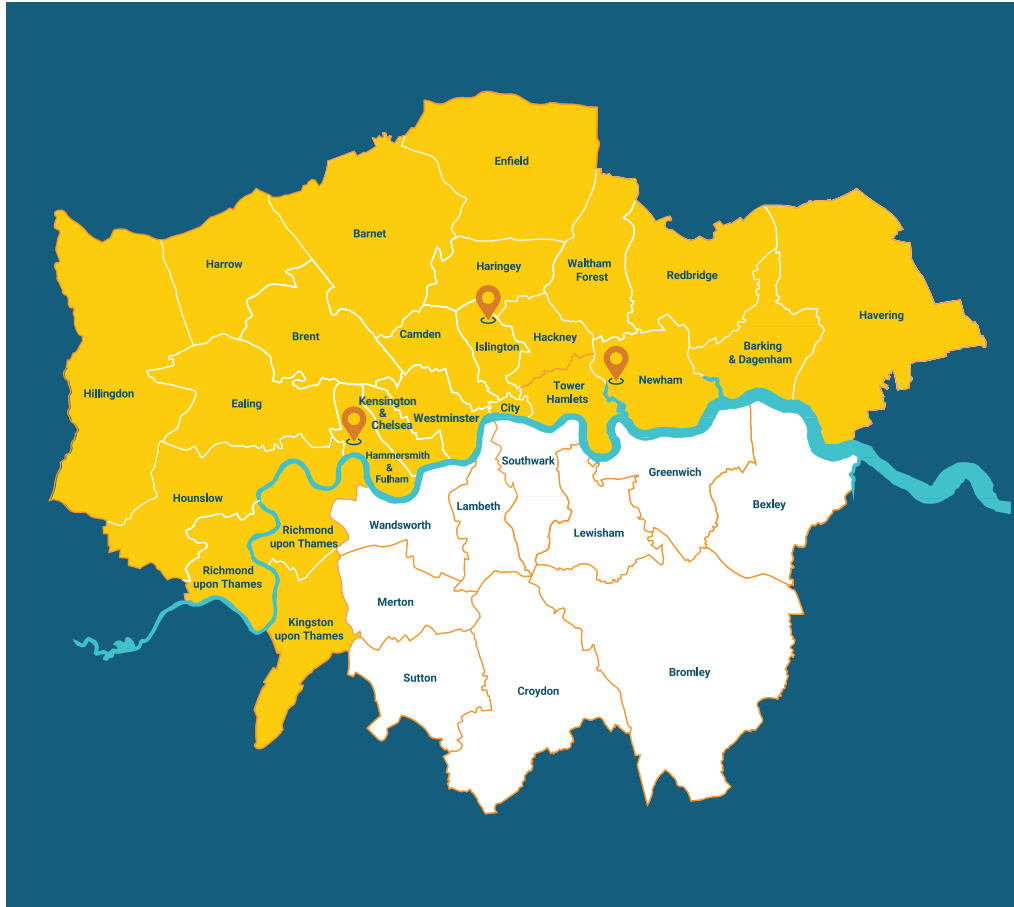 Enfield
Barnet
Harrow
Haringey
Waltham
Forest
Redbridge
Havering
Brent
Camden
Islington
Hackney
Barking
& Dagenham
Hillingdon
Ealing
Kensington
&
Chelsea
Westminster
City
Tower
Hamlets
Newham
Hammersmith
&
Fulham
Southwark
Greenwich
Hounslow
Lambeth
Bexley
Wandsworth
Lewisham
Richmond
upon Thames
Richmond
upon Thames
Merton
Kingston
upon Thames
Sutton
Croydon
Bromley